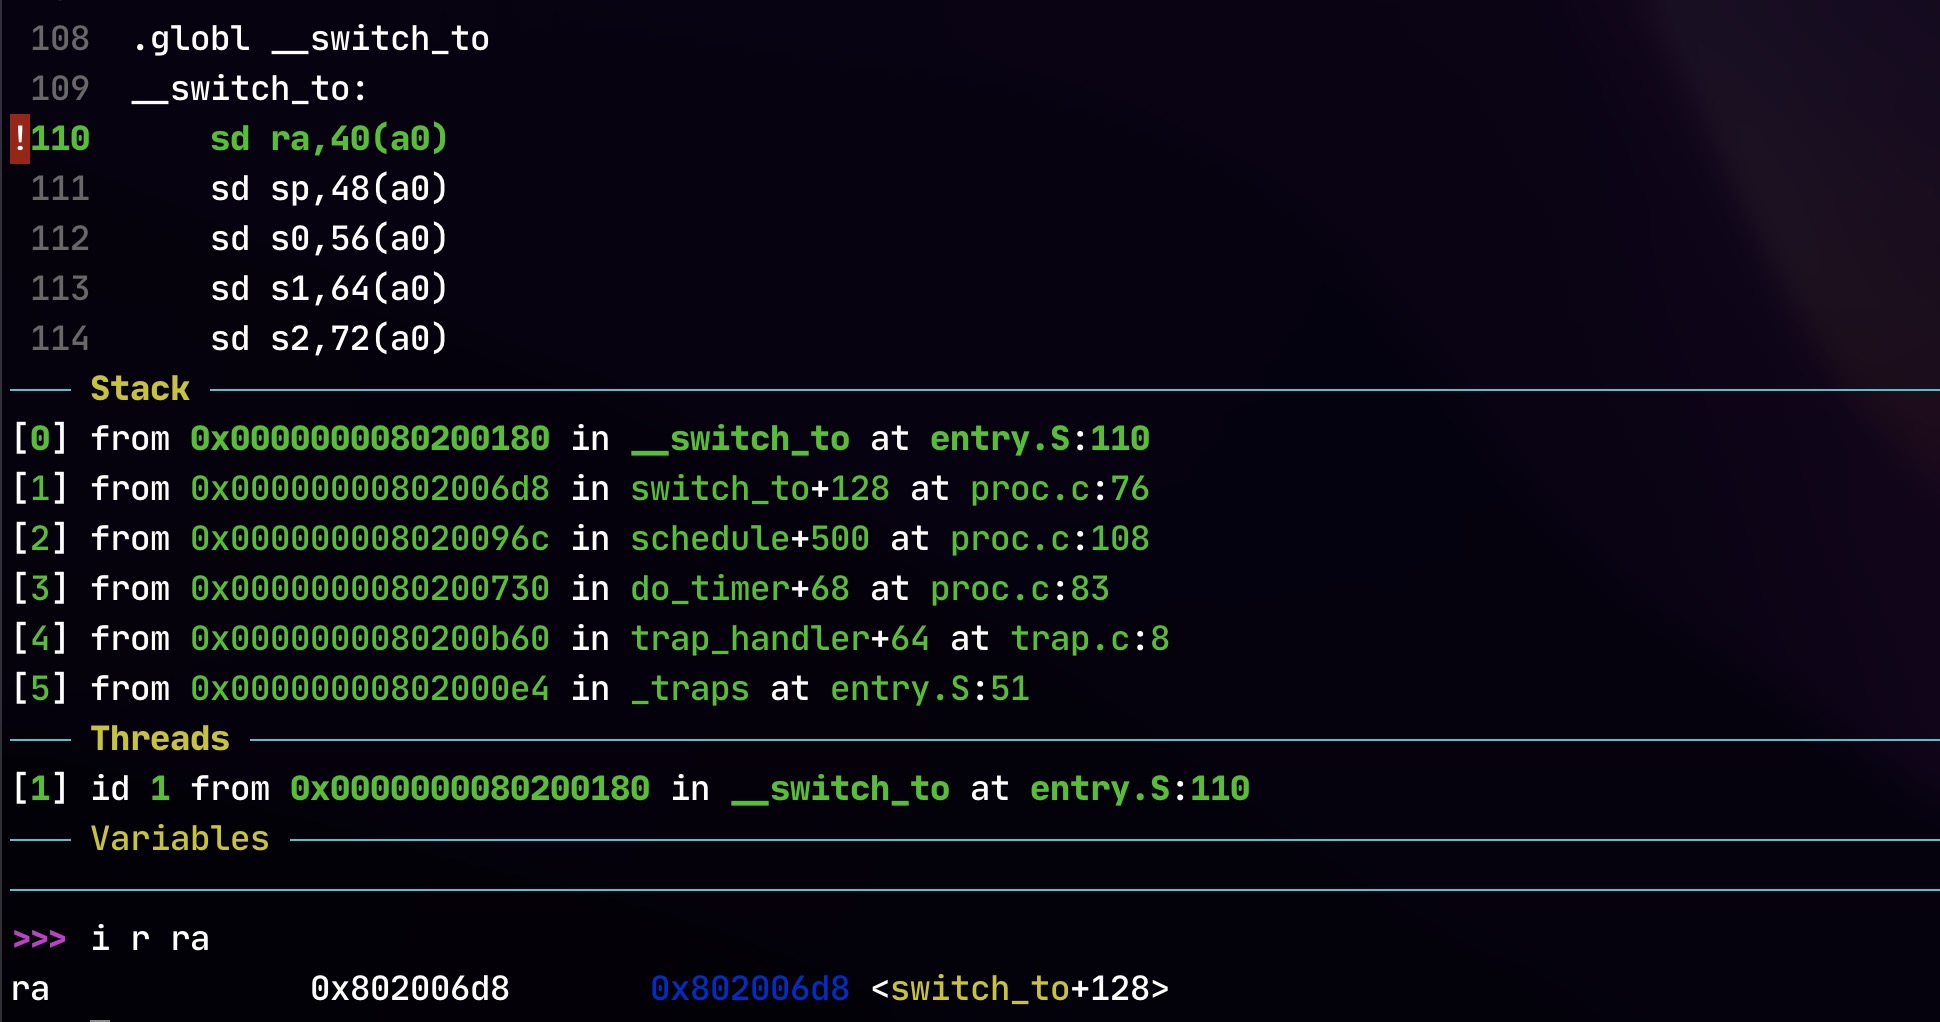 108 .globl __switch_to
109 __switch_to:
!110 sd ra,40(a0)
111 sd sp,48(a0)
112 sd s0,56(a0)
113 sd s1,64(a0)
114 sd s2,72(a0)
Stack
[0] from 0x0000000080200180 in __switch_to at entry.S:110
[1] from 0x00000000802006d8 in switch_to+128 at proc.c:76
[2] from 0x000000008020096c in schedule+500 at proc.c:108
[3] from 0x0000000080200730 in do_timer+68 at proc.c:83
[4] from 0x0000000080200b60 in trap_handler+64 at trap.c:8
[5] from 0x00000000802000e4 in _traps at entry.S:51
Threads
[1] id 1 from 0x0000000080200180 in __switch_to at entry.S:110
Variables
>>> i r ra
ra 0x802006d8 0x802006d8 <switch_to+128>